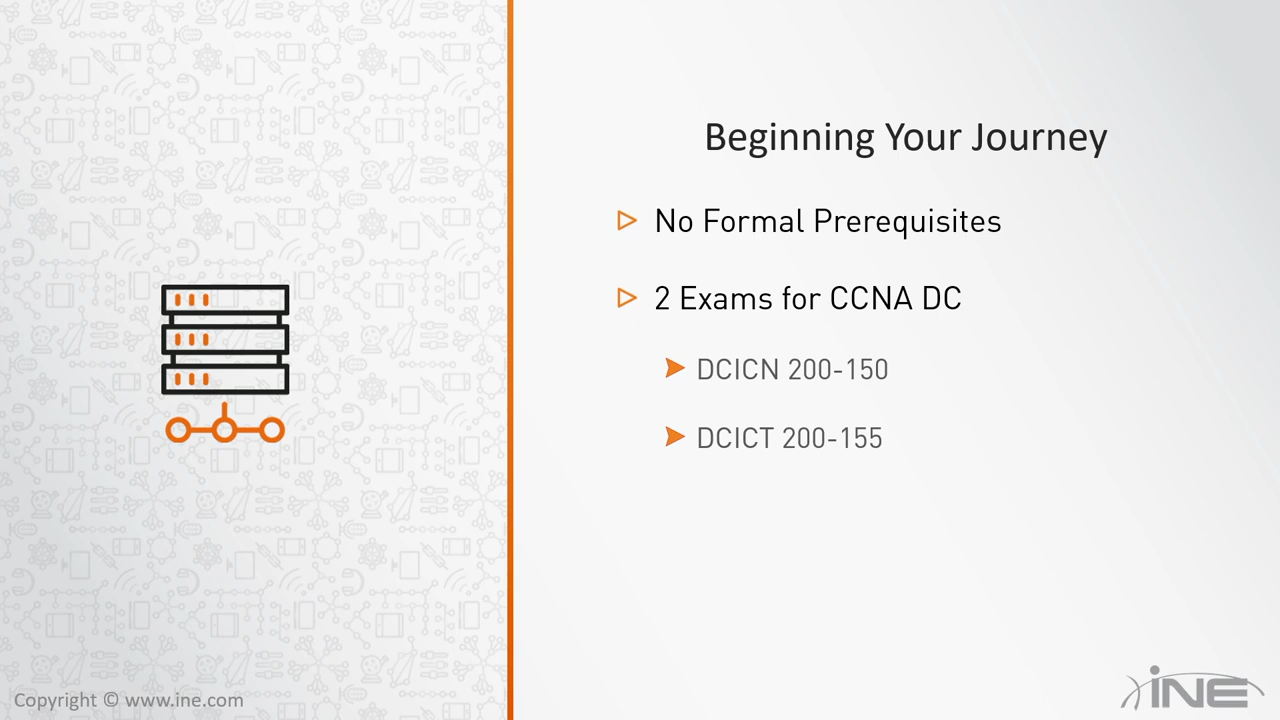 Beginning Your Journey
No Formal Prerequisites
2 Exams for CCNA DC
DCICN 200-150
DCICT 200-155
Copyright © www.ine.com
iNE